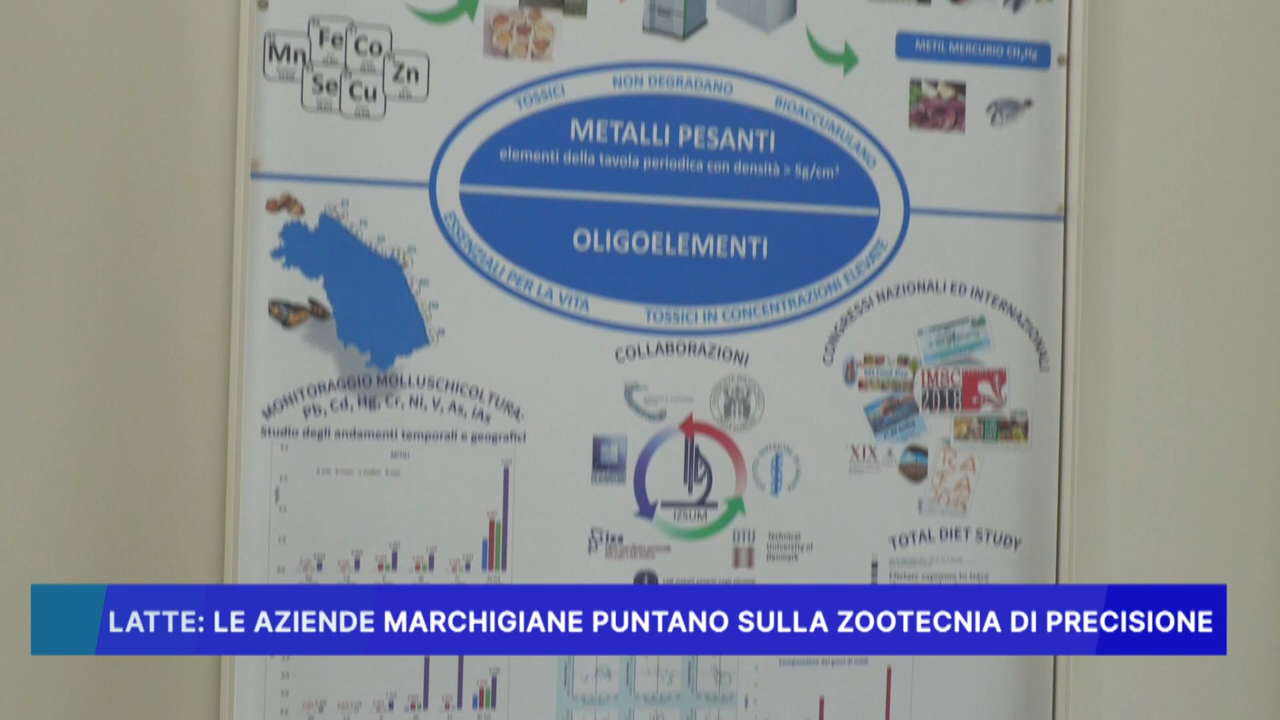 Mn
Fe
Co
Se
Cu
Zn
METIL MERCURIO CH₃Hg
TOSSICI
NON DEGRADANO
BIOACCUMULANO
METALLI PESANTI
elementi della tavola periodica con densità > 5g/cm³
OLIGOELEMENTI
ESSENZIALI PER LA VITA
TOSSICI IN CONCENTRAZIONI ELEVATE
CONGRESSI NAZIONALI ED INTERNAZIONALI
COLLABORAZIONI
MONITORAGGIO MOLLUSCHICOLTURA:
Pb, Cd, Hg, Cr, Ni, V, As, iAs
Studio degli andamenti temporali e geografici
IMSC
2018
XIX
IZSUM
DTU
Technical
University of
Denmark
TOTAL DIET STUDY
LATTE: LE AZIENDE MARCHIGIANE PUNTANO SULLA ZOOTECNIA DI PRECISIONE